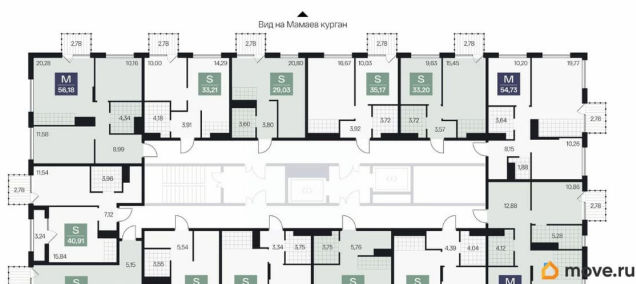 Вид на Мамаев курган
2,78 2,78 2,78 2,78 2,78
20,28 10,16 10,00 14,29 20,80 16,67 10,03 9,63 15,45 10,20 19,77
M
56,18
S
33,21
S
29,03
S
35,17
S
33,20
M
54,73
4,34 4,18 3,91 3,60 3,80 3,92 3,72 3,72 3,57 3,64 2,78
11,56 8,99 8,15 10,26
1,88
11,54 3,96 10,86
2,78 7,12 12,88 2,78
3,24
S
40,91
15,84 5,15 5,54 3,55 3,34 3,75 3,75 5,76 4,39 4,04 4,12 5,28
S S S S S M
move.ru